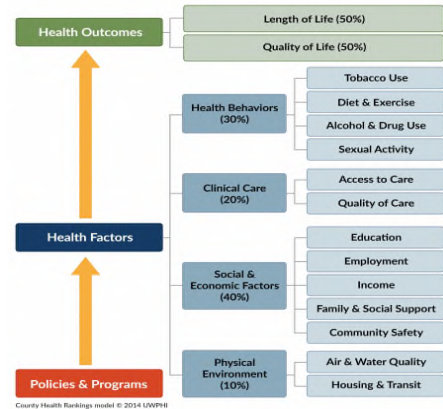 Health Outcomes
Length of Life (50%)
Quality of Life (50%)
Health Factors
Health Behaviors
(30%)
Tobacco Use
Diet & Exercise
Alcohol & Drug Use
Sexual Activity
Clinical Care
(20%)
Access to Care
Quality of Care
Social &
Economic Factors
(40%)
Education
Employment
Income
Family & Social Support
Community Safety
Physical
Environment
(10%)
Air & Water Quality
Housing & Transit
Policies & Programs
County Health Rankings model © 2014 UWPHI